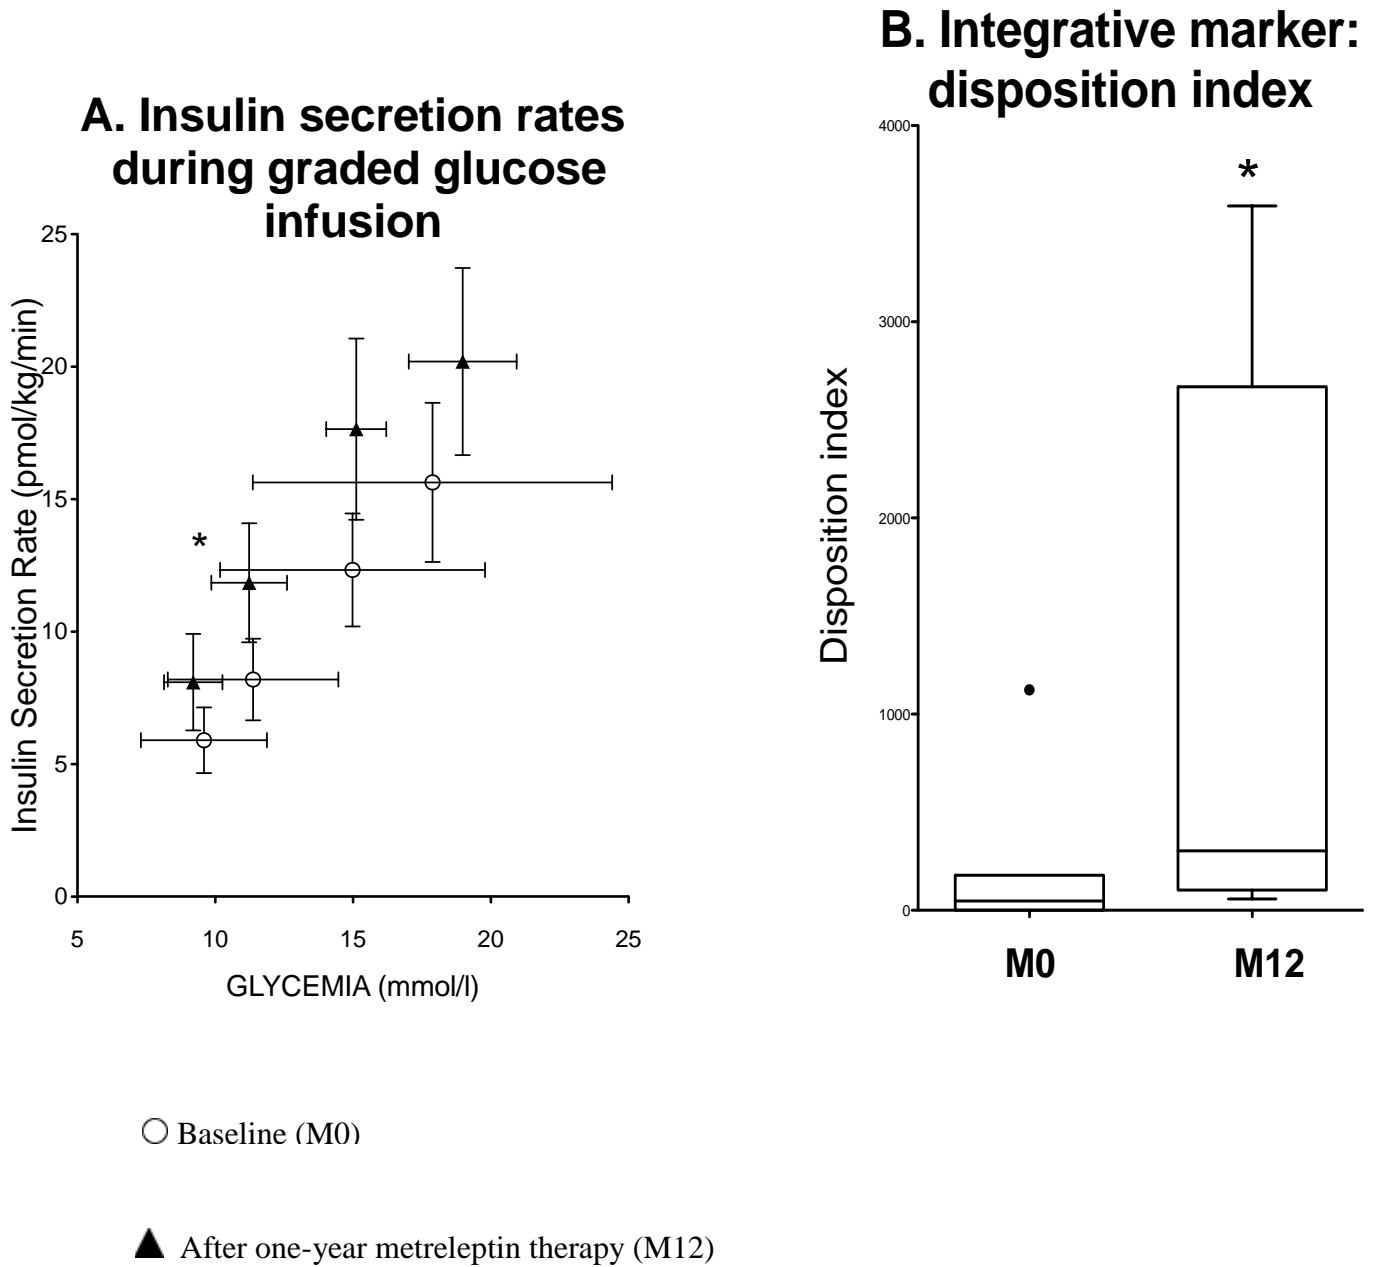 B. Integrative marker:
disposition index
A. Insulin secretion rates
during graded glucose
infusion
Insulin Secretion Rate (pmol/kg/min)
25
20
15
10
5
0
*
5 10 15 20 25
GLYCEMIA (mmol/l)
Disposition index
4000
3000
2000
1000
0
*
M0 M12
Baseline (M0)
After one-year metreleptin therapy (M12)